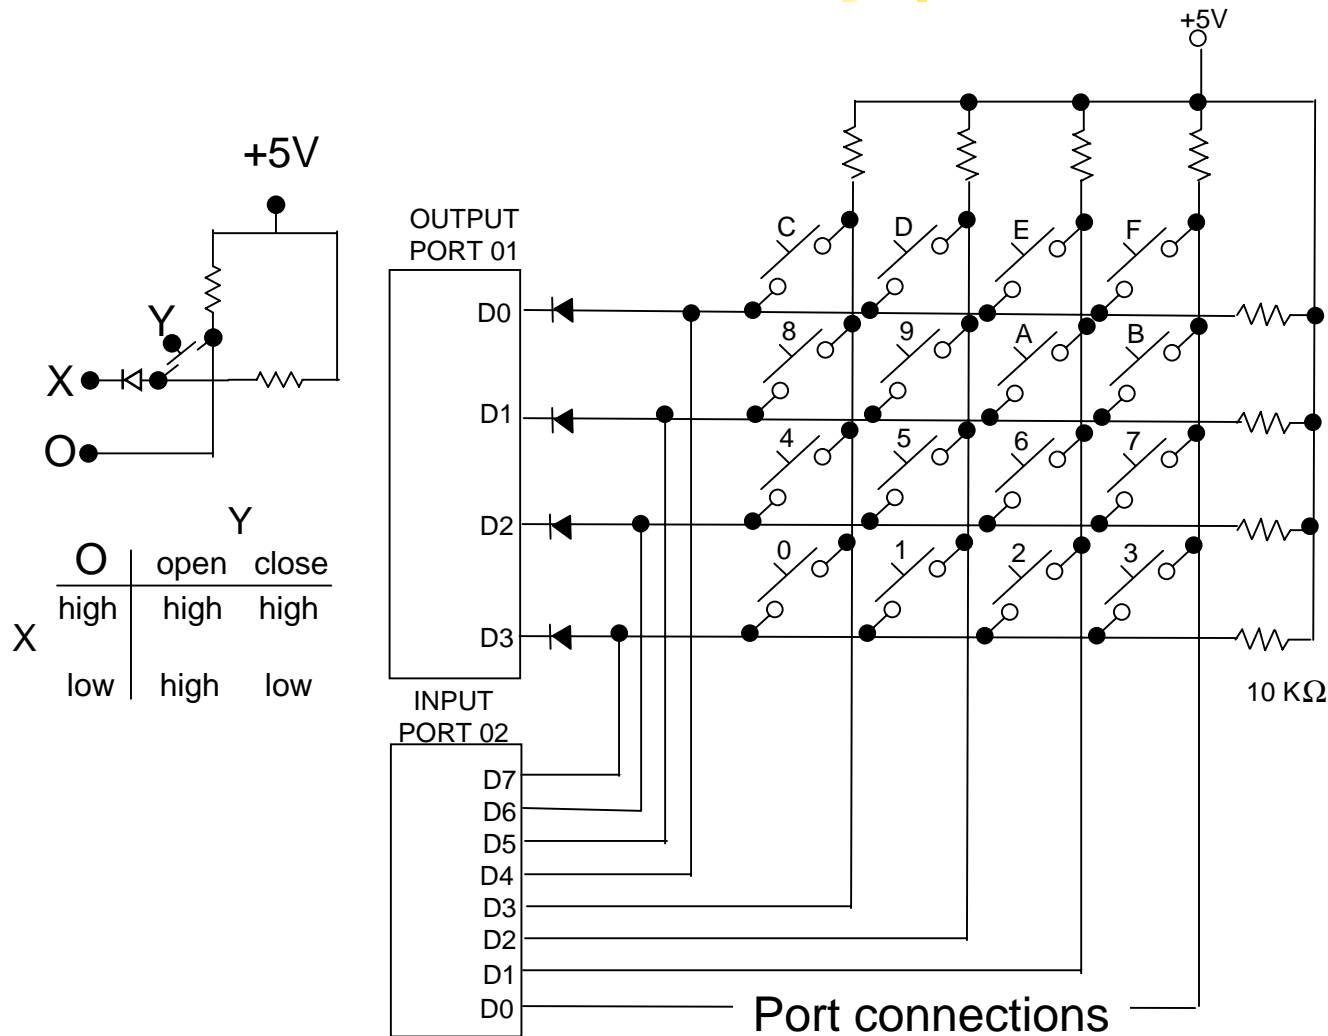 +5V
+5V
Y
X
O
Y
O open close
high high high
X
low high low
OUTPUT
PORT 01
D0
D1
D2
D3
INPUT
PORT 02
D7
D6
D5
D4
D3
D2
D1
D0
C D E F
8 9 A B
4 5 6 7
0 1 2 3
10 KΩ
Port connections